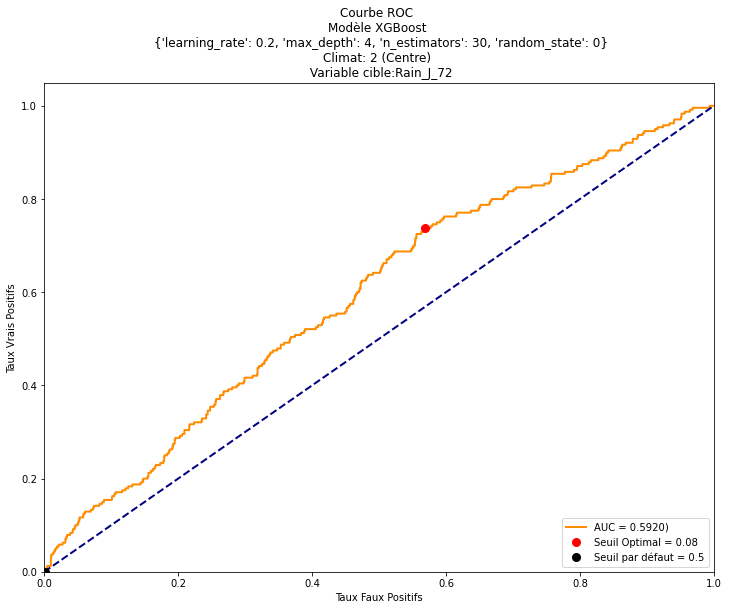 Courbe ROC
Modèle XGBoost
{'learning_rate': 0.2, 'max_depth': 4, 'n_estimators': 30, 'random_state': 0}
Climat: 2 (Centre)
Variable cible:Rain_J_72
1.0
0.8
0.6
0.4
0.2
0.0
Taux Vrais Positifs
AUC = 0.5920)
Seuil Optimal = 0.08
Seuil par défaut = 0.5
0.0 0.2 0.4 0.6 0.8 1.0
Taux Faux Positifs